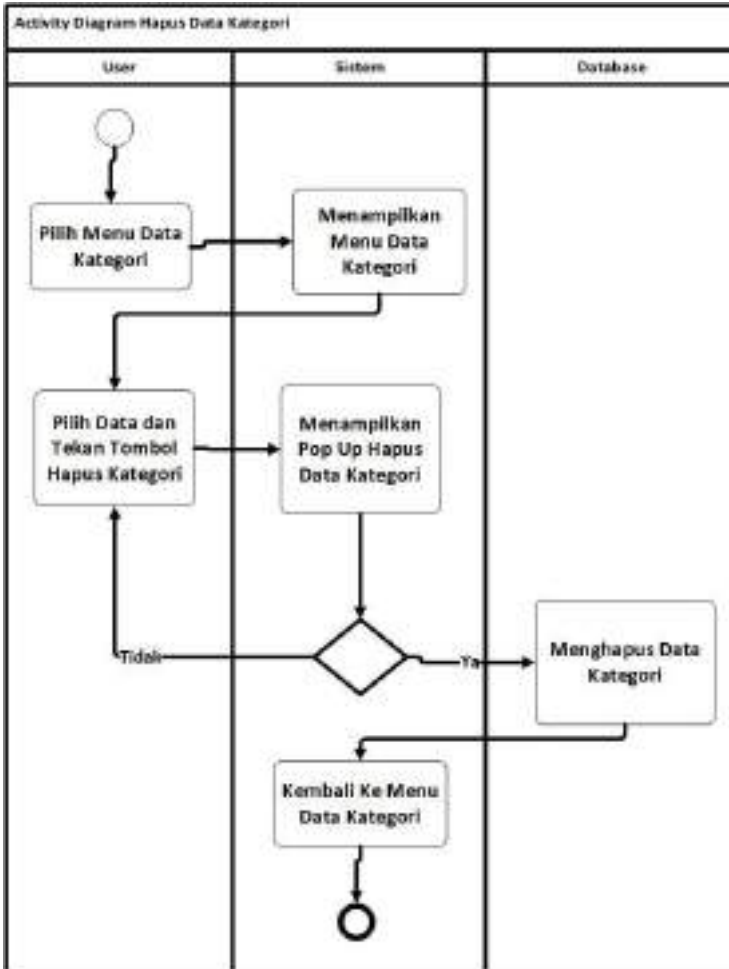 Activity Diagram Hapus Data Kategori
User
Sistem
Database
Pilih Menu Data
Kategori
Menampilkan
Menu Data
Kategori
Pilih Data dan
Tekan Tombol
Hapus Kategori
Menampilkan
Pop Up Hapus
Data Kategori
Tidak
Ya
Menghapus Data
Kategori
Kembali Ke Menu
Data Kategori